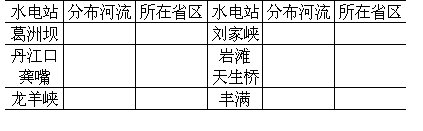 水电站 分布河流 所在省区 水电站 分布河流 所在省区
葛洲坝 刘家峡
丹江口 岩滩
龚嘴 天生桥
龙羊峡 丰满